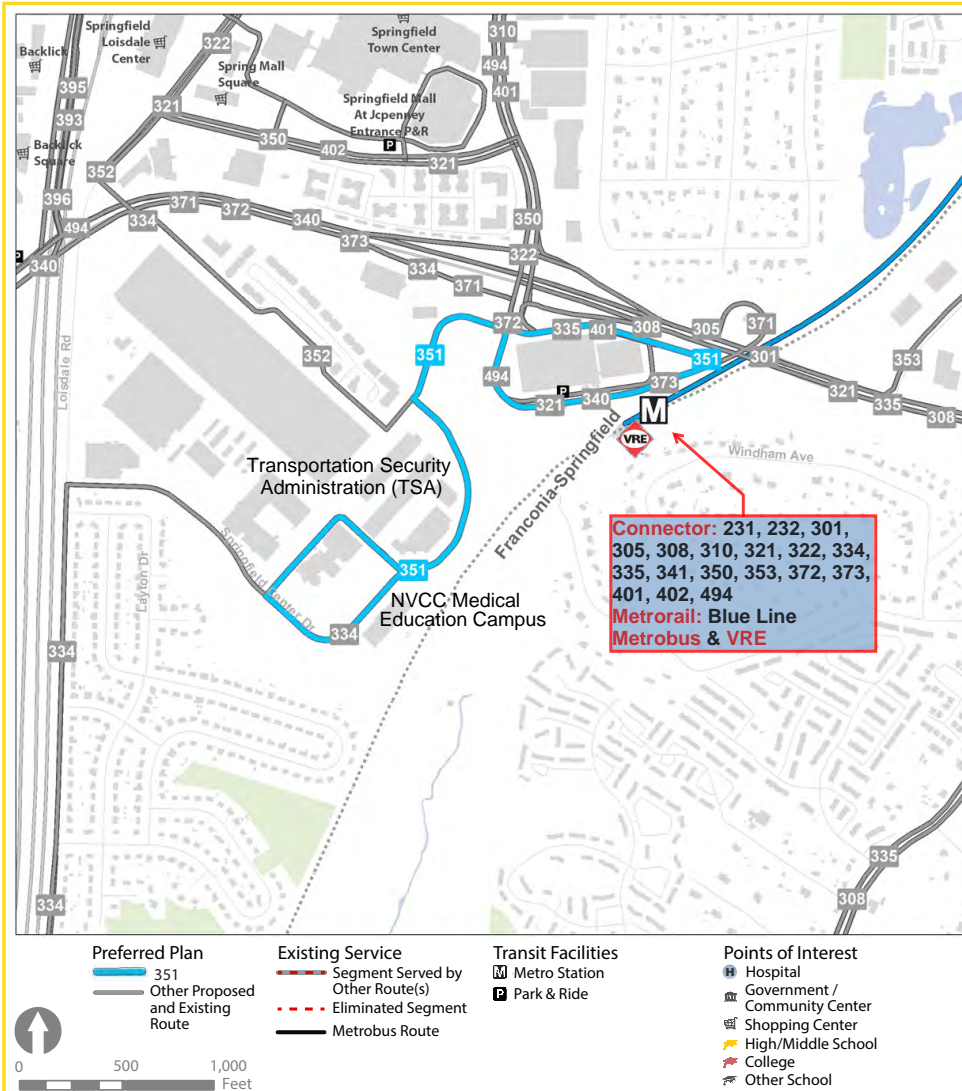 Springfield
Loisdale
Center
Backlick
322
Springfield
Town Center
310
494
401
395
393
Spring Mall
Square
321
Springfield Mall
At Jcpenney
Entrance P&R
P
350
402
321
Backlick
Square
352
396
494
334
371
372
340
373
350
322
340
P
334
371
372
335
401
308
305
371
351
351
301
353
352
494
P
373
321
340
321
335
308
M
VRE
Loisdale Rd
Windham Ave
Franconia-Springfield
Transportation Security
Administration (TSA)
Connector: 231, 232, 301,
305, 308, 310, 321, 322, 334,
335, 341, 350, 353, 372, 373,
401, 402, 494
Metrorail: Blue Line
Metrobus & VRE
Springfield Center Dr
Layton Dr
351
NVCC Medical
Education Campus
334
334
335
308
334
Preferred Plan
351
Other Proposed
and Existing
Route
Existing Service
Segment Served by
Other Route(s)
Eliminated Segment
Metrobus Route
Transit Facilities
M Metro Station
P Park & Ride
Points of Interest
H Hospital
Government /
Community Center
Shopping Center
High/Middle School
College
Other School
0 500 1,000
Feet